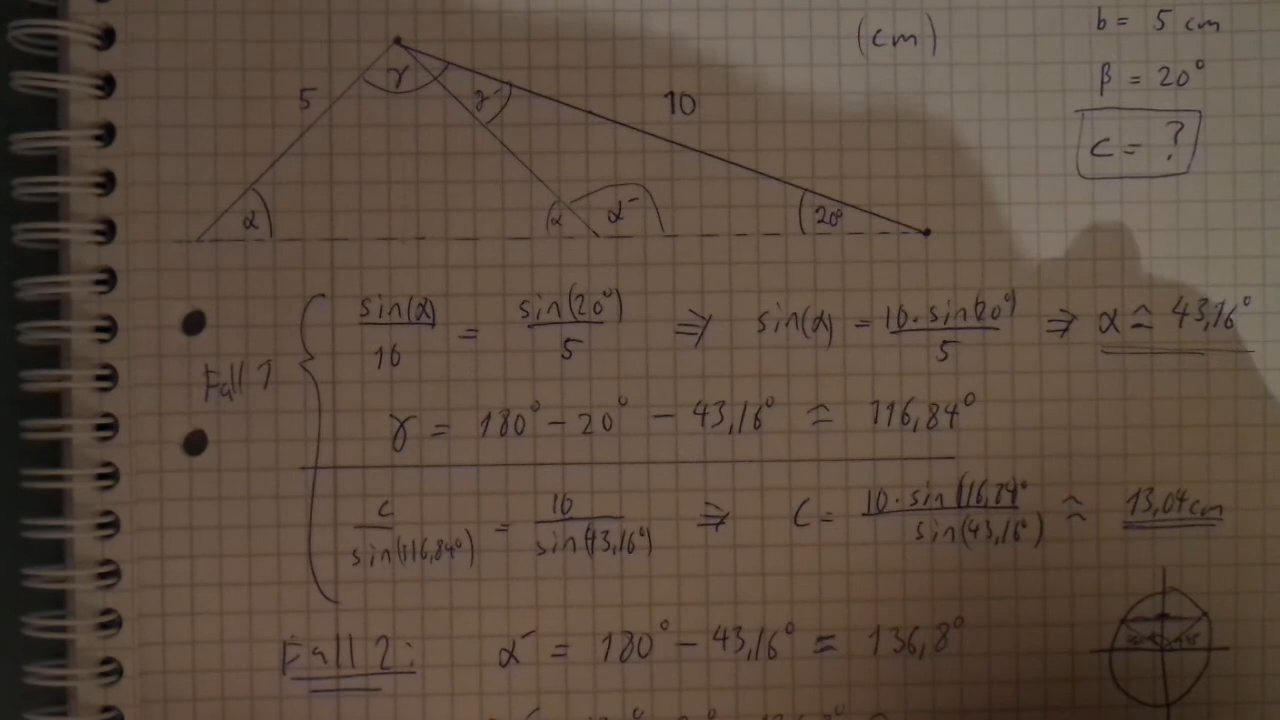 (cm)
b = 5 cm
β = 20°
c = ?
5
γ
γ-
10
α
α
α-
20°
Fall 1
sin(α)/10 = sin(20°)/5 ⇒ sin(α) = 10·sin(20°)/5 ⇒ α ≈ 43,16°
γ = 180° - 20° - 43,16° = 116,84°
c/sin(116,84°) = 10/sin(43,16°) ⇒ c = 10·sin(116,84°)/sin(43,16°) ≈ 13,04cm
Fall 2: α- = 180° - 43,16° = 136,8°